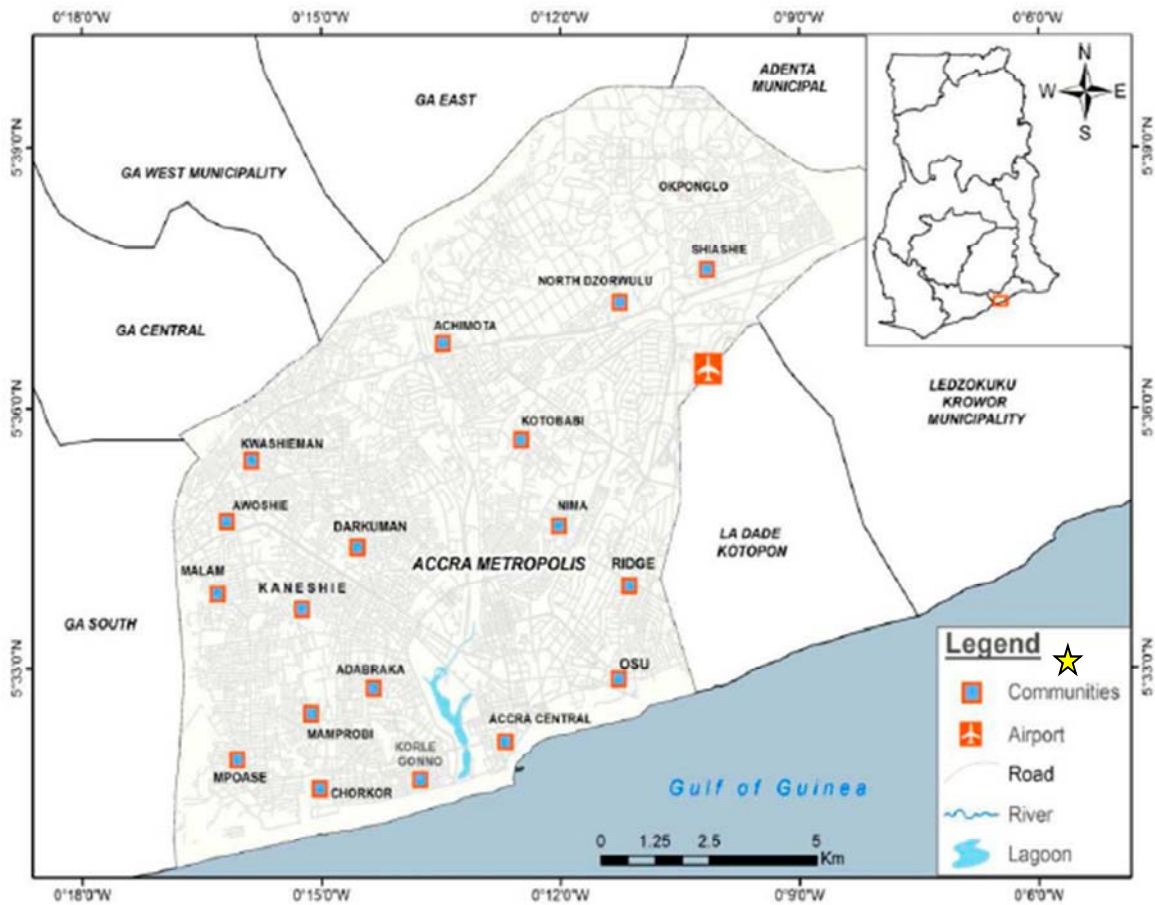 0°18'0"W 0°15'0"W 0°12'0"W 0°9'0"W 0°6'0"W
N
W E
S
ADENTA
MUNICIPAL
GA EAST
5°39'0"N
5°39'0"N
GA WEST MUNICIPALITY
OKPONGLO
SHIASHIE
NORTH DZORWULU
GA CENTRAL
ACHIMOTA
LEDZOKUKU
KROWOR
MUNICIPALITY
5°36'0"N
5°36'0"N
KOTOBABI
KWASHIEMAN
AWOSHIE
NIMA
DARKUMAN
LA DADE
KOTOPON
ACCRA METROPOLIS
RIDGE
MALAM
KANESHIE
GA SOUTH
5°33'0"N
5°33'0"N
OSU
ADABRAKA
ACCRA CENTRAL
MAMPROBI
KORLE
GONNO
MPOASE
CHORKOR
Gulf of Guinea
0 1.25 2.5 5
Km
Legend
Communities
Airport
Road
River
Lagoon
0°18'0"W 0°15'0"W 0°12'0"W 0°9'0"W 0°6'0"W